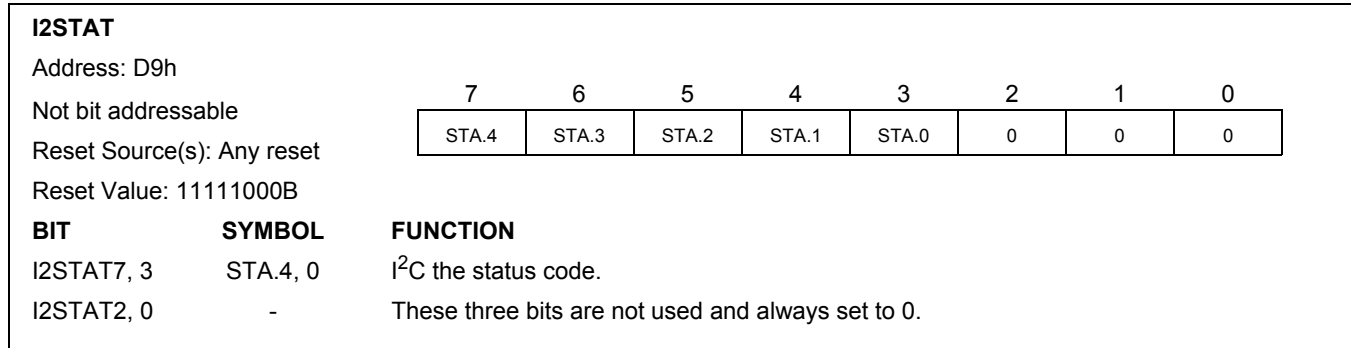 I2STAT
Address: D9h
Not bit addressable
Reset Source(s): Any reset
Reset Value: 11111000B
7 6 5 4 3 2 1 0
STA.4 STA.3 STA.2 STA.1 STA.0 0 0 0
BIT SYMBOL FUNCTION
I2STAT7, 3 STA.4, 0 I²C the status code.
I2STAT2, 0 - These three bits are not used and always set to 0.